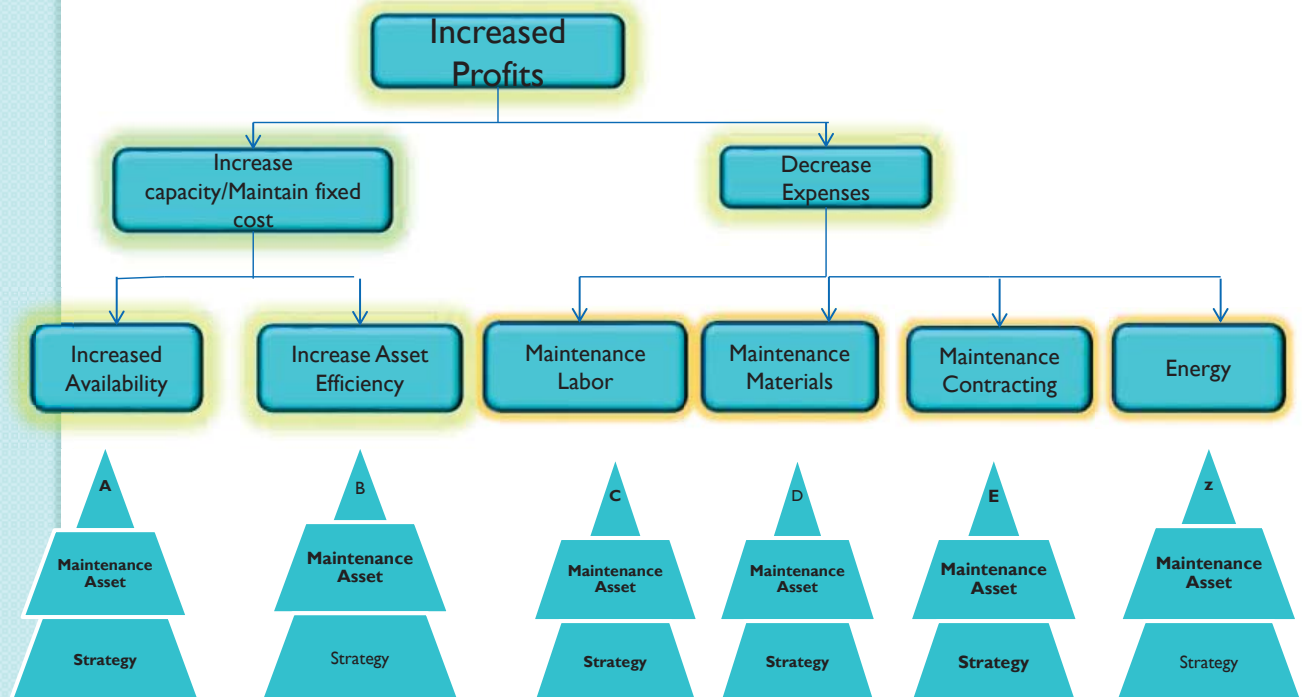 Increased
Profits
Increase
capacity/Maintain fixed
cost
Decrease
Expenses
Increased
Availability
Increase Asset
Efficiency
Maintenance
Labor
Maintenance
Materials
Maintenance
Contracting
Energy
A
Maintenance
Asset
Strategy
B
Maintenance
Asset
Strategy
C
Maintenance
Asset
Strategy
D
Maintenance
Asset
Strategy
E
Maintenance
Asset
Strategy
z
Maintenance
Asset
Strategy